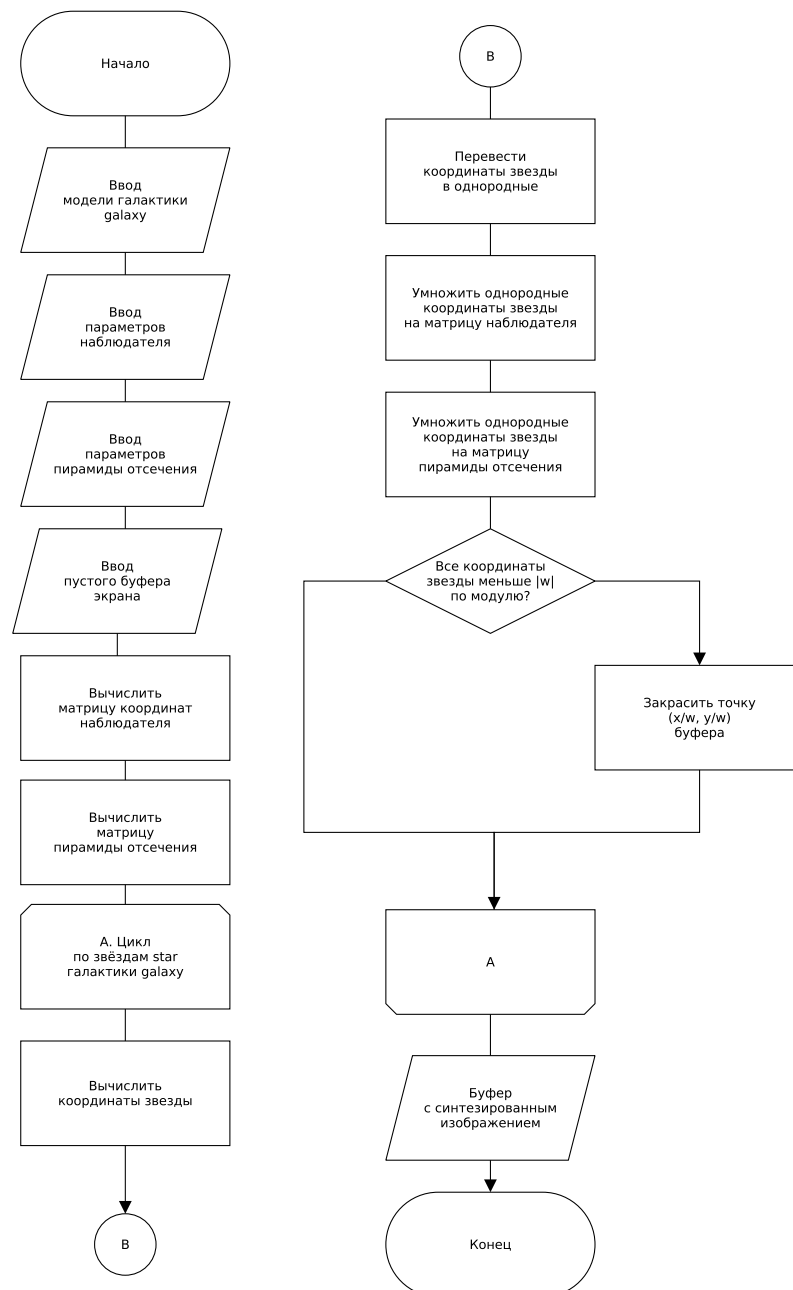 Начало
Ввод
модели галактики
galaxy
Ввод
параметров
наблюдателя
Ввод
параметров
пирамиды отсечения
Ввод
пустого буфера
экрана
Вычислить
матрицу координат
наблюдателя
Вычислить
матрицу
пирамиды отсечения
А. Цикл
по звёздам star
галактики galaxy
Вычислить
координаты звезды
В
В
Перевести
координаты звезды
в однородные
Умножить однородные
координаты звезды
на матрицу наблюдателя
Умножить однородные
координаты звезды
на матрицу
пирамиды отсечения
Все координаты
звезды меньше |w|
по модулю?
Закрасить точку
(x/w, y/w)
буфера
А
Буфер
с синтезированным
изображением
Конец